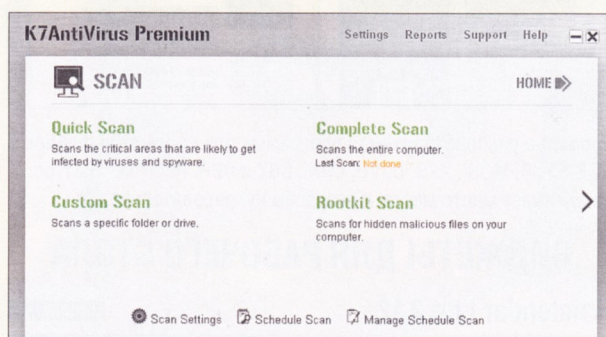 K7AntiVirus Premium
Settings Reports Support Help
SCAN
HOME
Quick Scan
Scans the critical areas that are likely to get
infected by viruses and spyware.
Complete Scan
Scans the entire computer.
Last Scan: Not done
Custom Scan
Scans a specific folder or drive.
Rootkit Scan
Scans for hidden malicious files on your
computer.
Scan Settings Schedule Scan Manage Schedule Scan